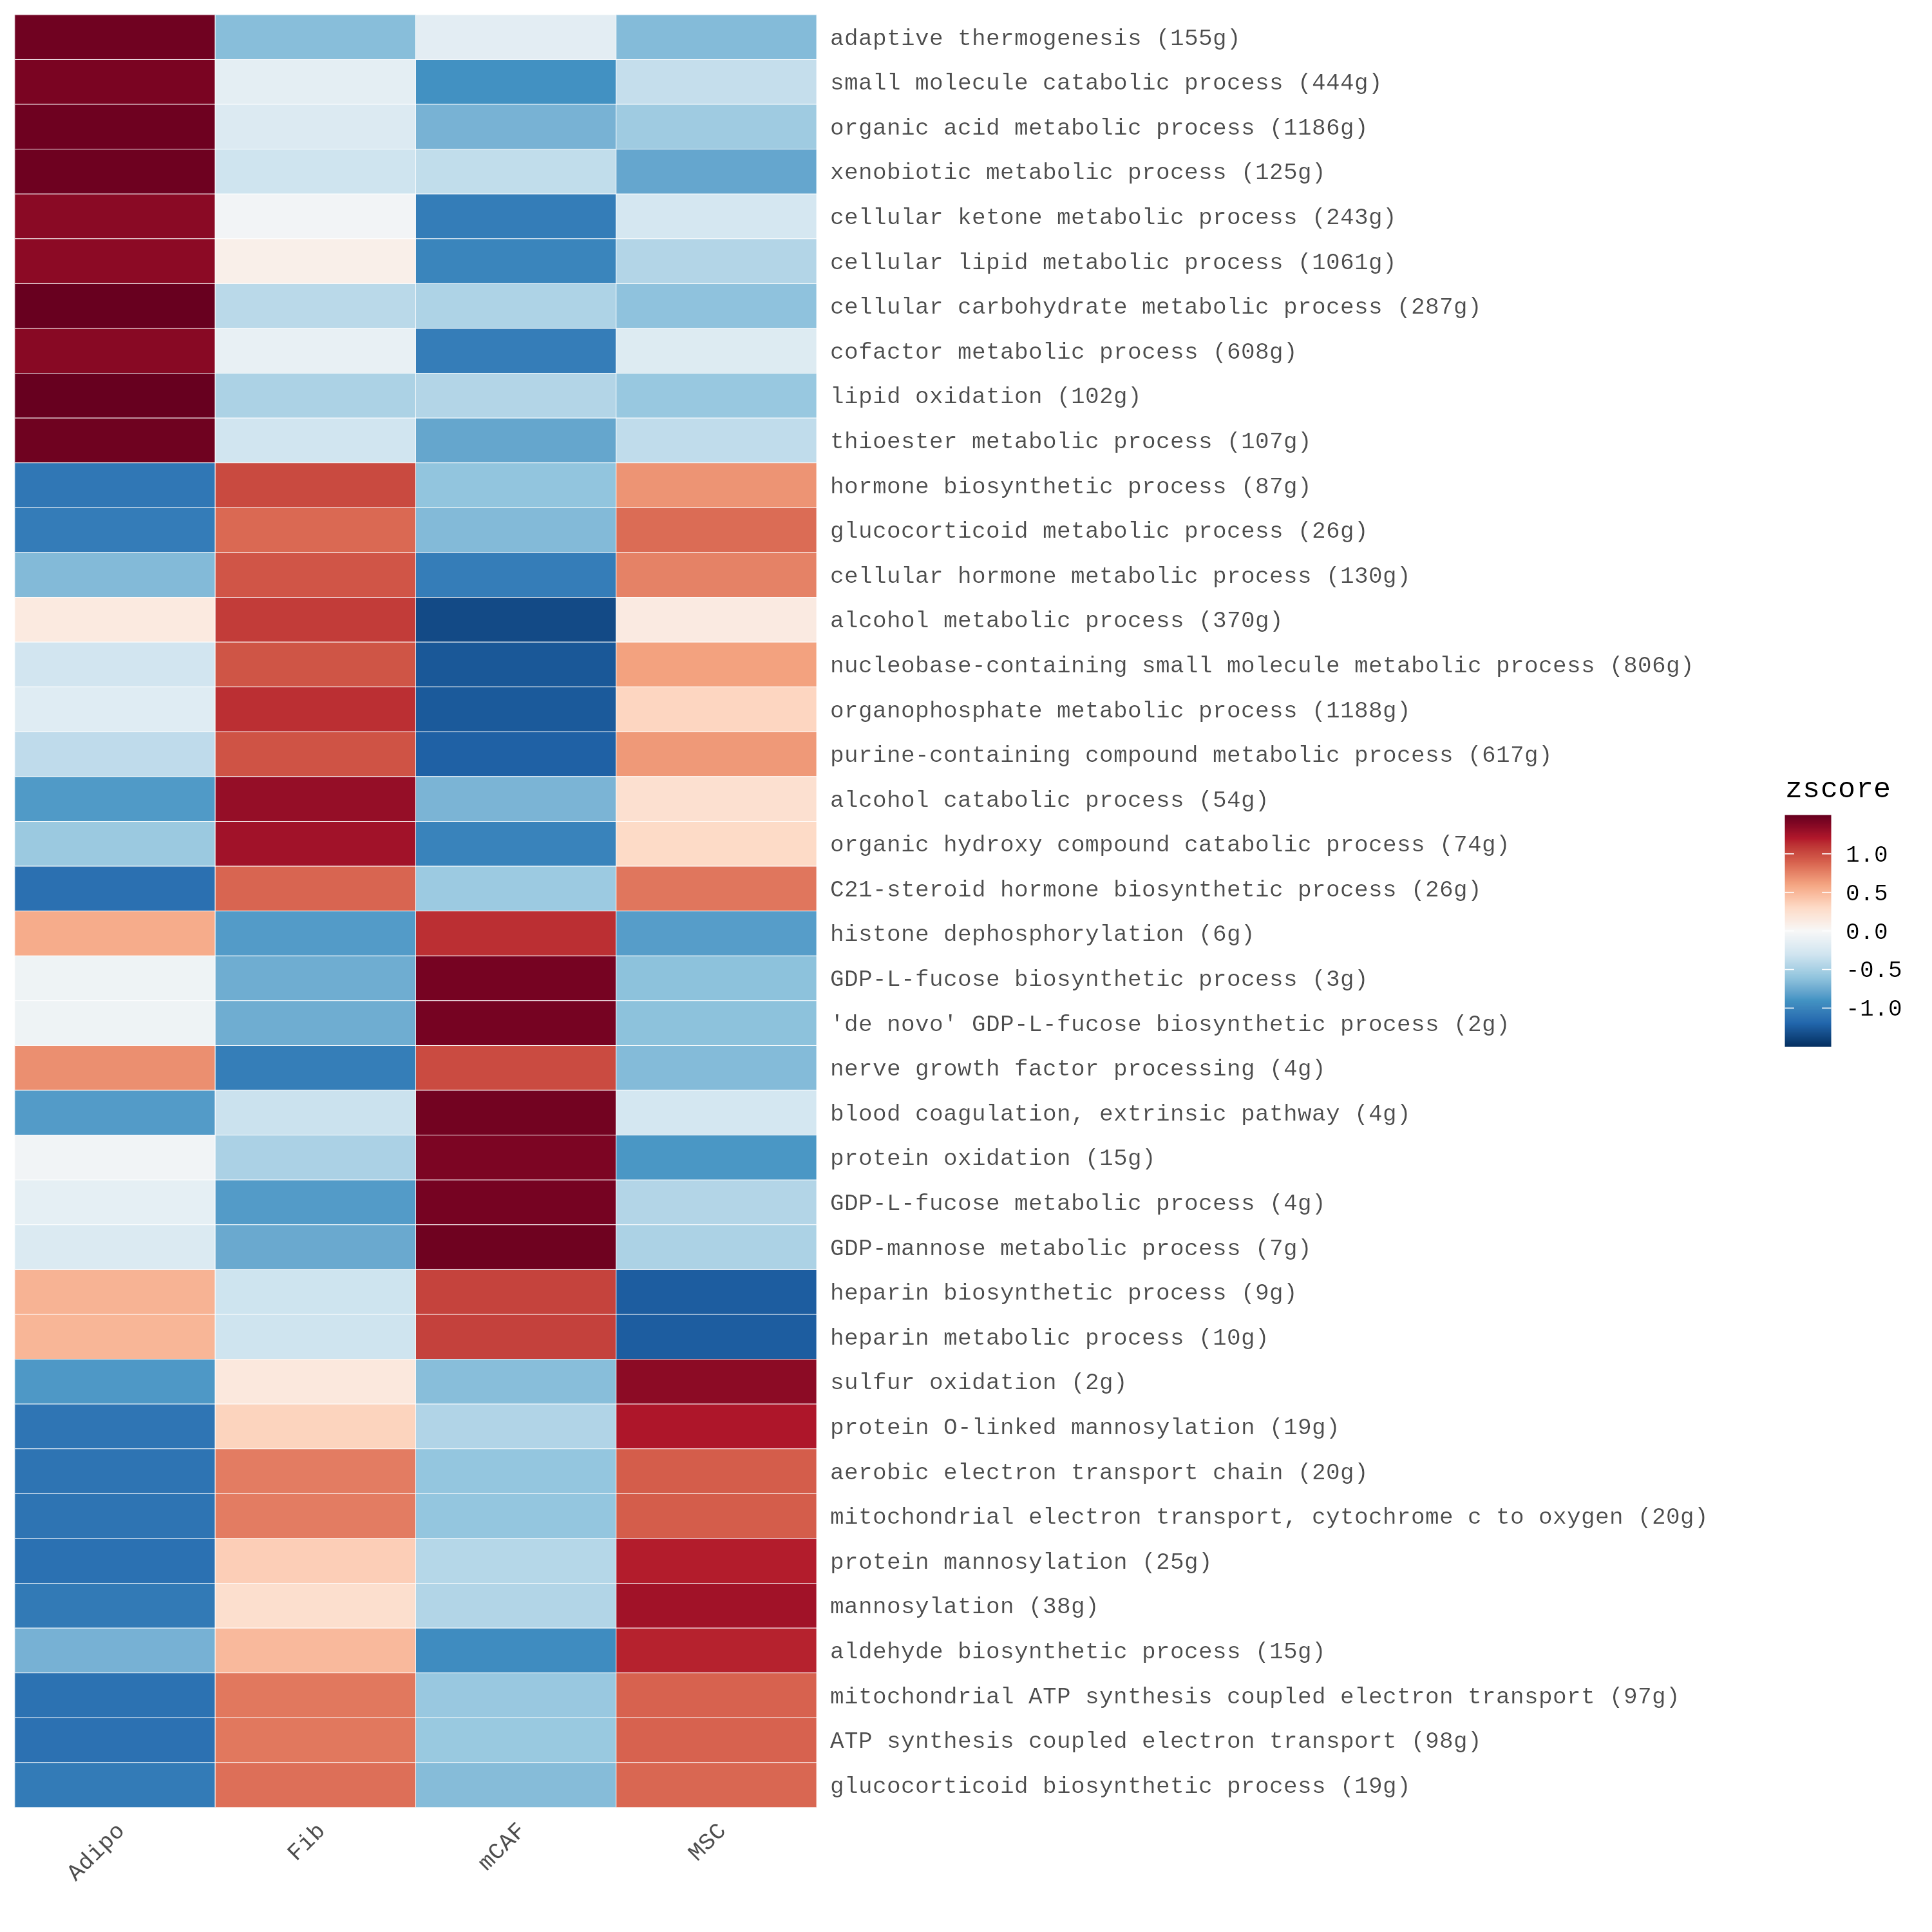 adaptive thermogenesis (155g)
small molecule catabolic process (444g)
organic acid metabolic process (1186g)
xenobiotic metabolic process (125g)
cellular ketone metabolic process (243g)
cellular lipid metabolic process (1061g)
cellular carbohydrate metabolic process (287g)
cofactor metabolic process (608g)
lipid oxidation (102g)
thioester metabolic process (107g)
hormone biosynthetic process (87g)
glucocorticoid metabolic process (26g)
cellular hormone metabolic process (130g)
alcohol metabolic process (370g)
nucleobase-containing small molecule metabolic process (806g)
organophosphate metabolic process (1188g)
purine-containing compound metabolic process (617g)
alcohol catabolic process (54g)
organic hydroxy compound catabolic process (74g)
C21-steroid hormone biosynthetic process (26g)
histone dephosphorylation (6g)
GDP-L-fucose biosynthetic process (3g)
'de novo' GDP-L-fucose biosynthetic process (2g)
nerve growth factor processing (4g)
blood coagulation, extrinsic pathway (4g)
protein oxidation (15g)
GDP-L-fucose metabolic process (4g)
GDP-mannose metabolic process (7g)
heparin biosynthetic process (9g)
heparin metabolic process (10g)
sulfur oxidation (2g)
protein O-linked mannosylation (19g)
aerobic electron transport chain (20g)
mitochondrial electron transport, cytochrome c to oxygen (20g)
protein mannosylation (25g)
mannosylation (38g)
aldehyde biosynthetic process (15g)
mitochondrial ATP synthesis coupled electron transport (97g)
ATP synthesis coupled electron transport (98g)
glucocorticoid biosynthetic process (19g)
Adipo
Fib
mCAF
MSC
zscore
1.0
0.5
0.0
-0.5
-1.0